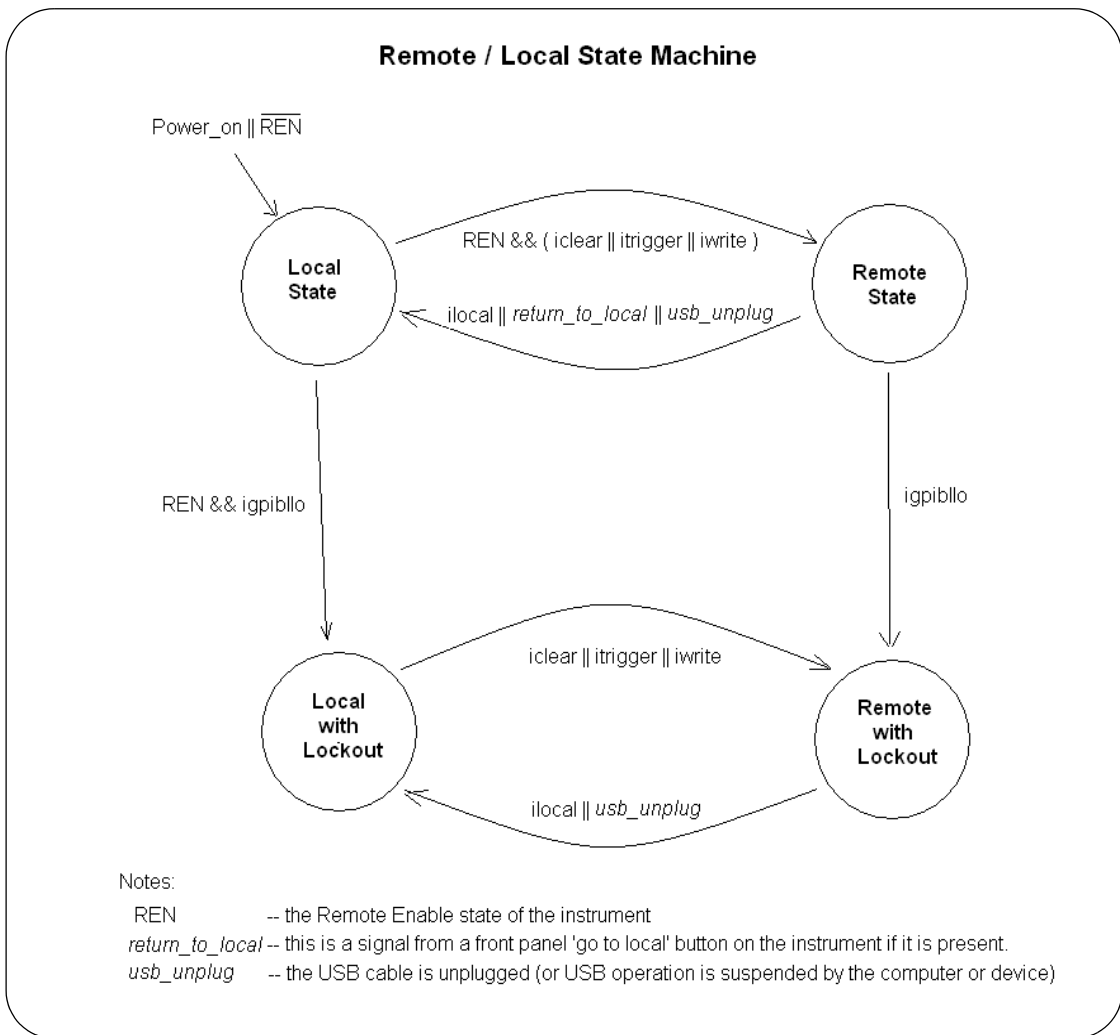 Remote / Local State Machine
Power_on || R̅E̅N̅
REN && ( iclear || itrigger || iwrite )
Local
State
Remote
State
ilocal || return_to_local || usb_unplug
REN && igpibllo
igpibllo
iclear || itrigger || iwrite
Local
with
Lockout
Remote
with
Lockout
ilocal || usb_unplug
Notes:
REN -- the Remote Enable state of the instrument
return_to_local -- this is a signal from a front panel 'go to local' button on the instrument if it is present.
usb_unplug -- the USB cable is unplugged (or USB operation is suspended by the computer or device)